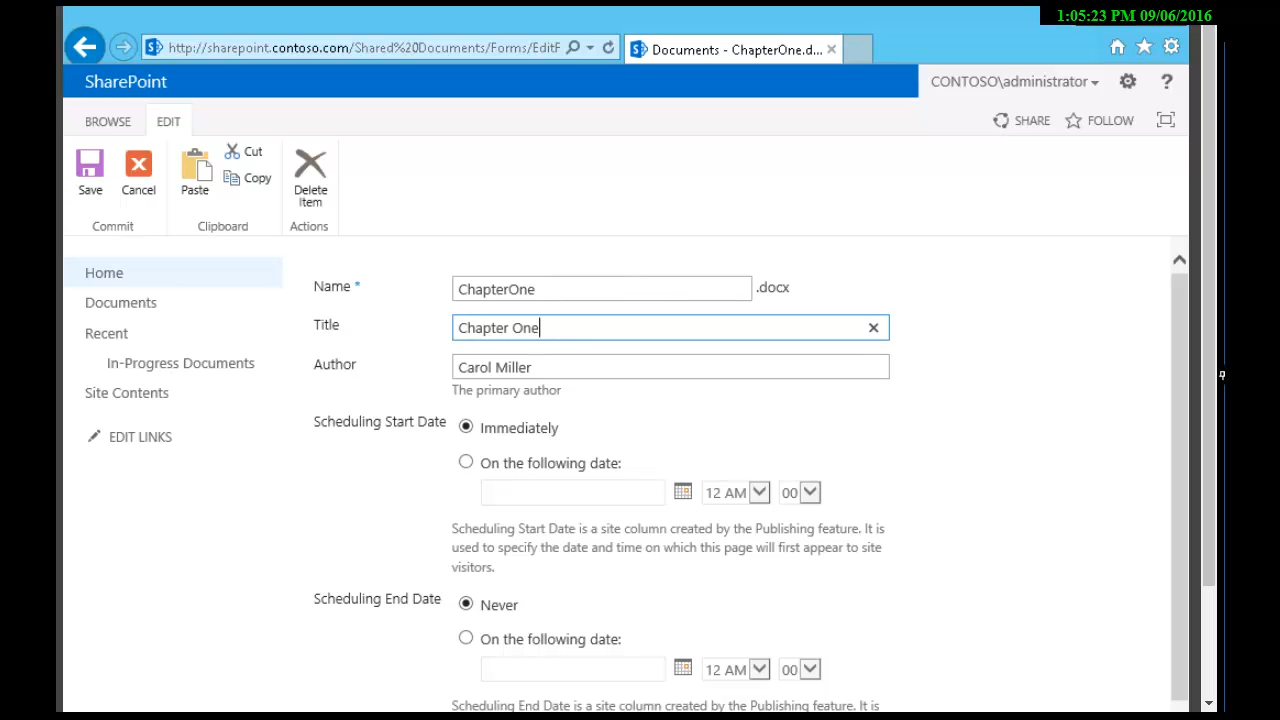 1:05:23 PM 09/06/2016
http://sharepoint.contoso.com/Shared%20Documents/Forms/EditF
Documents - ChapterOne.d...
SharePoint
CONTOSO\administrator
?
BROWSE
EDIT
SHARE
FOLLOW
Save
Cancel
Paste
Cut
Copy
Delete
Item
Commit
Clipboard
Actions
Home
Documents
Recent
In-Progress Documents
Site Contents
EDIT LINKS
Name *
ChapterOne
.docx
Title
Chapter One
Author
Carol Miller
The primary author
Scheduling Start Date
Immediately
On the following date:
12 AM
00
Scheduling Start Date is a site column created by the Publishing feature. It is
used to specify the date and time on which this page will first appear to site
visitors.
Scheduling End Date
Never
On the following date:
12 AM
00
Scheduling End Date is a site column created by the Publishing feature. It is